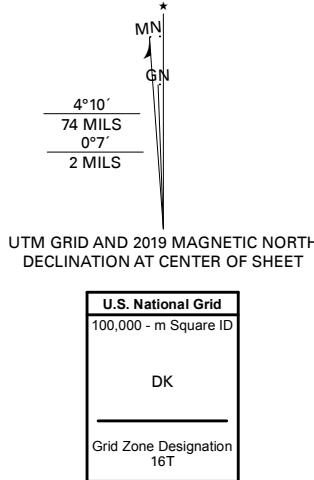 ★
MN
GN
4°10´
74 MILS
0°7´
2 MILS
UTM GRID AND 2019 MAGNETIC NORTH
DECLINATION AT CENTER OF SHEET
U.S. National Grid
100,000 - m Square ID
DK
Grid Zone Designation
16T